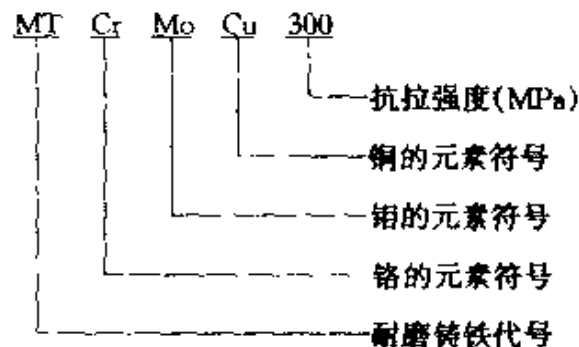 MT Cr Mo Cu 300
抗拉强度(MPa)
铜的元素符号
钼的元素符号
铬的元素符号
耐磨铸铁代号